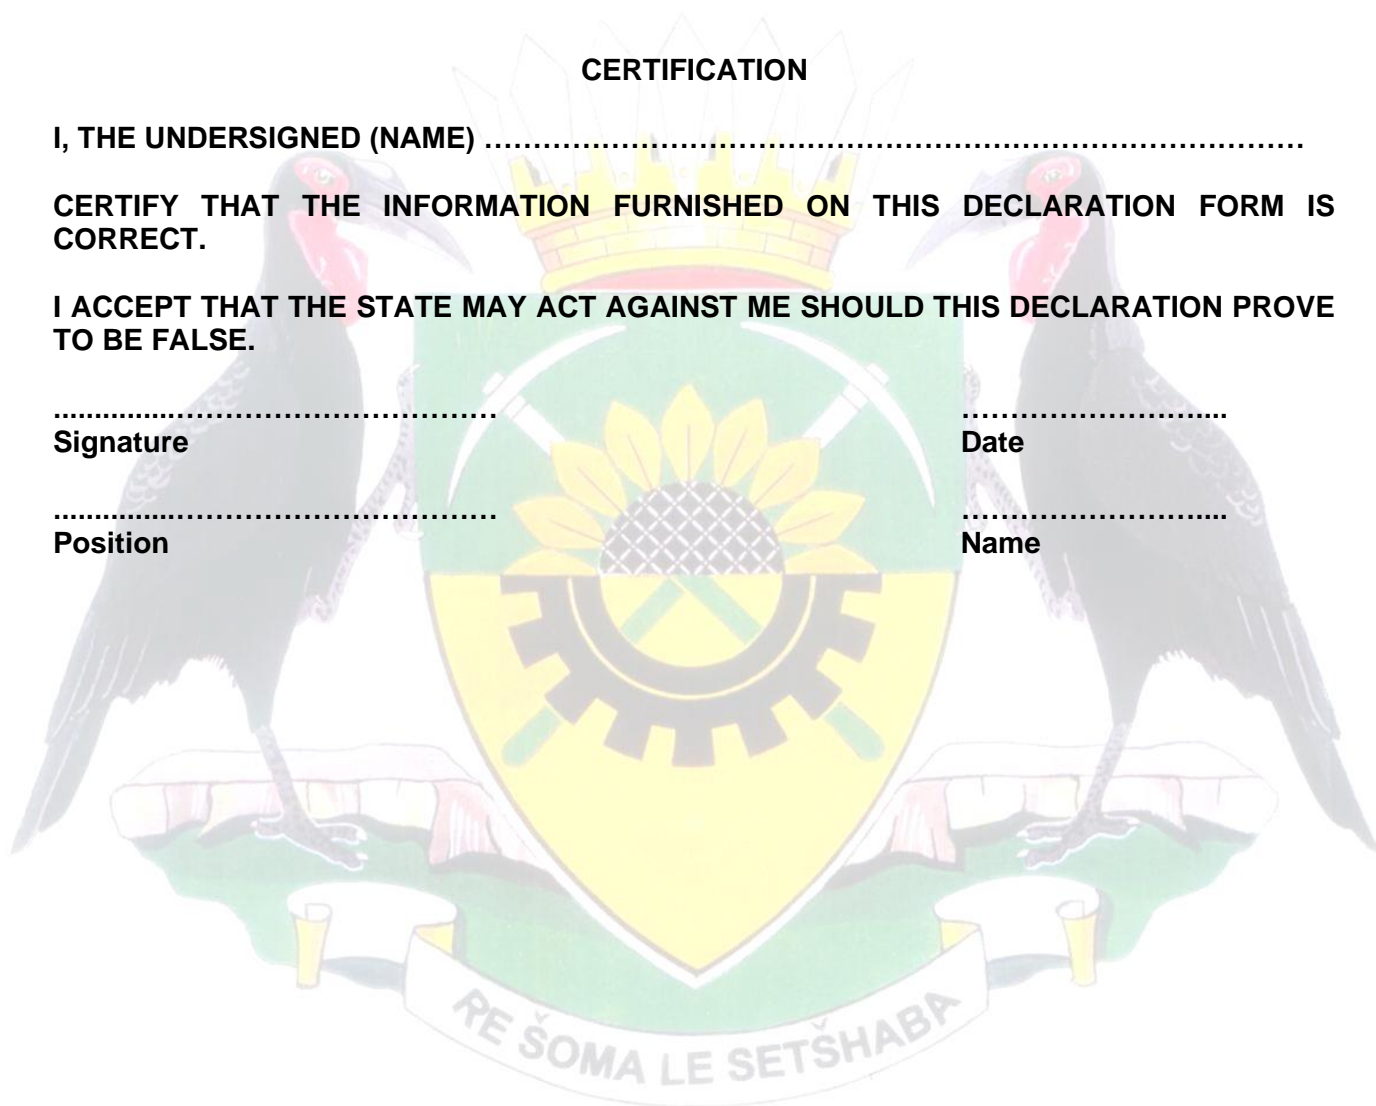 CERTIFICATION
I, THE UNDERSIGNED (NAME) ……………………………………………………………………………
CERTIFY THAT THE INFORMATION FURNISHED ON THIS DECLARATION FORM IS
CORRECT.
I ACCEPT THAT THE STATE MAY ACT AGAINST ME SHOULD THIS DECLARATION PROVE
TO BE FALSE.
...............…………………………… ……………………....
Signature Date
...............…………………………… ……………………....
Position Name
RE ŠOMA LE SETŠHABA